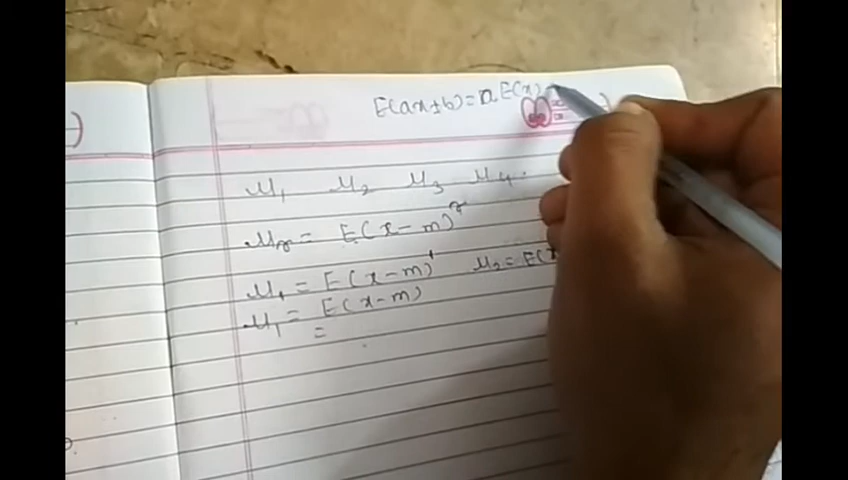 E(ax±b)=a E(x)
μ₁ μ₂ μ₃ μ₄.
μᵣ = E(x-m)ʳ
μ₁ = E(x-m)¹ μ₂ = E(x
μ₁ = E(x-m)
=